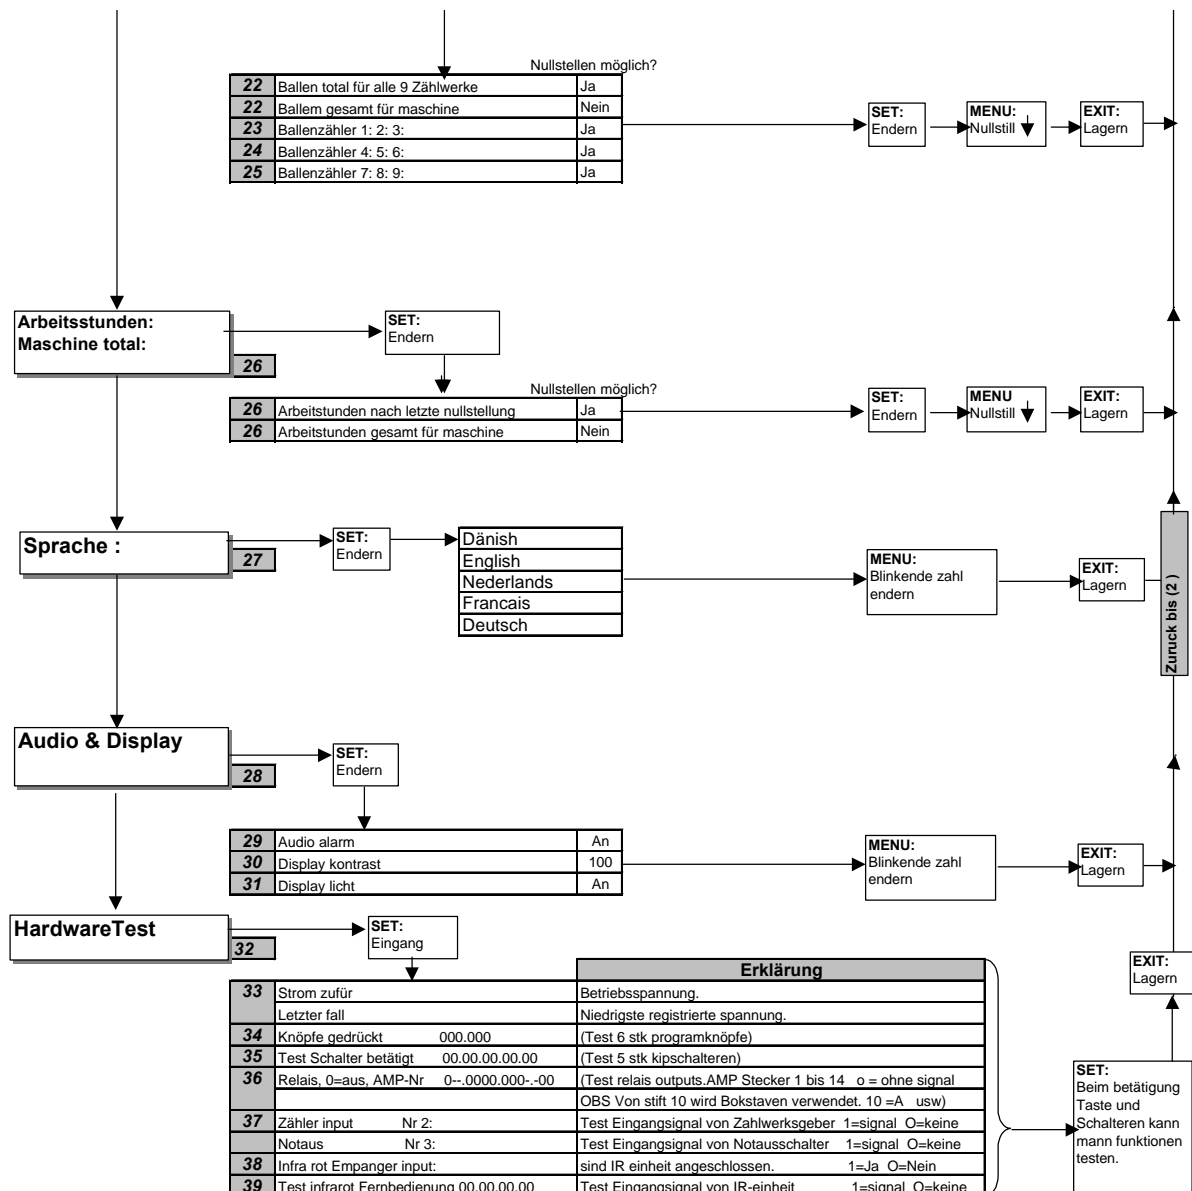 Nullstellen möglich?
22 Ballen total für alle 9 Zählwerke Ja
22 Ballem gesamt für maschine Nein
23 Ballenzähler 1: 2: 3: Ja
24 Ballenzähler 4: 5: 6: Ja
25 Ballenzähler 7: 8: 9: Ja
SET:
Endern
MENU:
Nullstill
EXIT:
Lagern
Arbeitsstunden:
Maschine total:
26
SET:
Endern
Nullstellen möglich?
26 Arbeitstunden nach letzte nullstellung Ja
26 Arbeitstunden gesamt für maschine Nein
SET:
Endern
MENU
Nullstill
EXIT:
Lagern
Sprache :
27
SET:
Endern
Dänish
English
Nederlands
Francais
Deutsch
MENU:
Blinkende zahl
endern
EXIT:
Lagern
Zuruck bis (2 )
Audio & Display
28
SET:
Endern
29 Audio alarm An
30 Display kontrast 100
31 Display licht An
MENU:
Blinkende zahl
endern
EXIT:
Lagern
HardwareTest
32
SET:
Eingang
Erklärung
33 Strom zufür Betriebsspannung.
Letzter fall Niedrigste registrierte spannung.
34 Knöpfe gedrückt 000.000 (Test 6 stk programknöpfe)
35 Test Schalter betätigt 00.00.00.00.00 (Test 5 stk kipschalteren)
36 Relais, 0=aus, AMP-Nr 0--.0000.000-.-00 (Test relais outputs.AMP Stecker 1 bis 14 o = ohne signal
OBS Von stift 10 wird Bokstaven verwendet. 10 =A usw)
37 Zähler input Nr 2: Test Eingangsignal von Zahlwerksgeber 1=signal O=keine
Notaus Nr 3: Test Eingangsignal von Notausschalter 1=signal O=keine
38 Infra rot Empanger input: sind IR einheit angeschlossen. 1=Ja O=Nein
39 Test infrarot Fernbedienung 00.00.00.00 Test Eingangsignal von IR-einheit 1=signal O=keine
EXIT:
Lagern
SET:
Beim betätigung
Taste und
Schalteren kann
mann funktionen
testen.